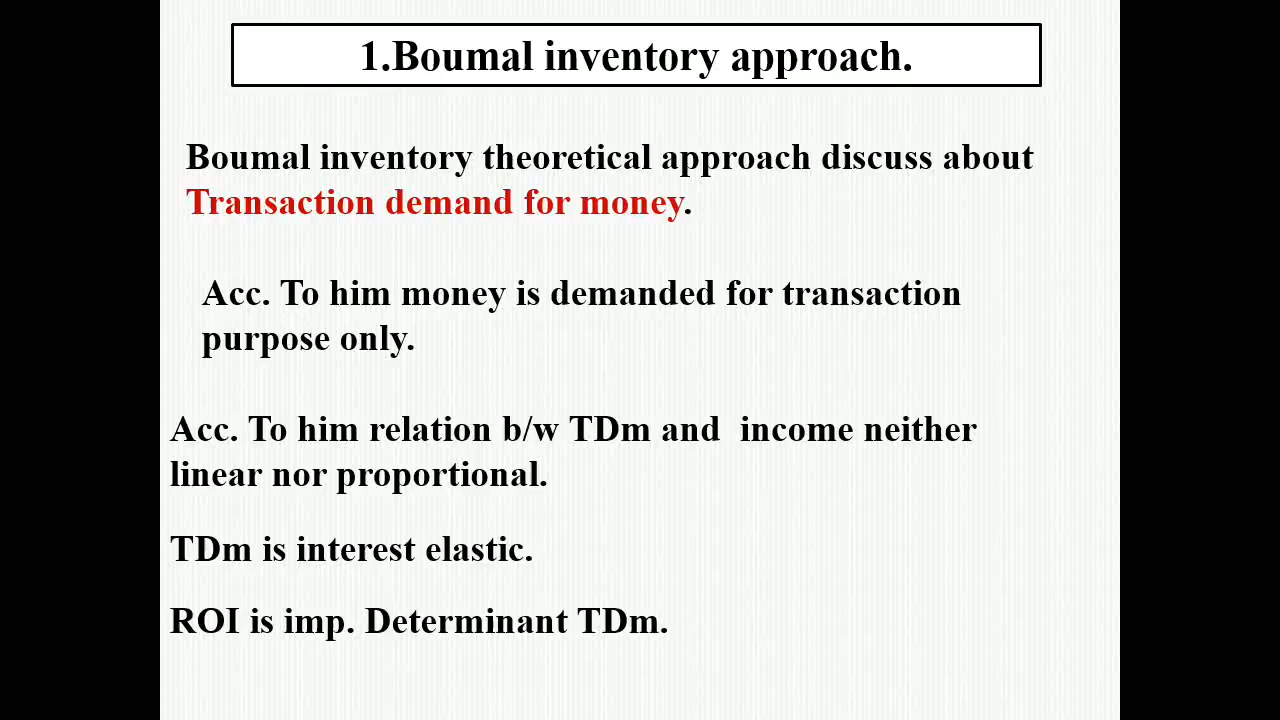 1.Boumal inventory approach.
Boumal inventory theoretical approach discuss about
Transaction demand for money.
Acc. To him money is demanded for transaction
purpose only.
Acc. To him relation b/w TDm and  income neither
linear nor proportional.
TDm is interest elastic.
ROI is imp. Determinant TDm.